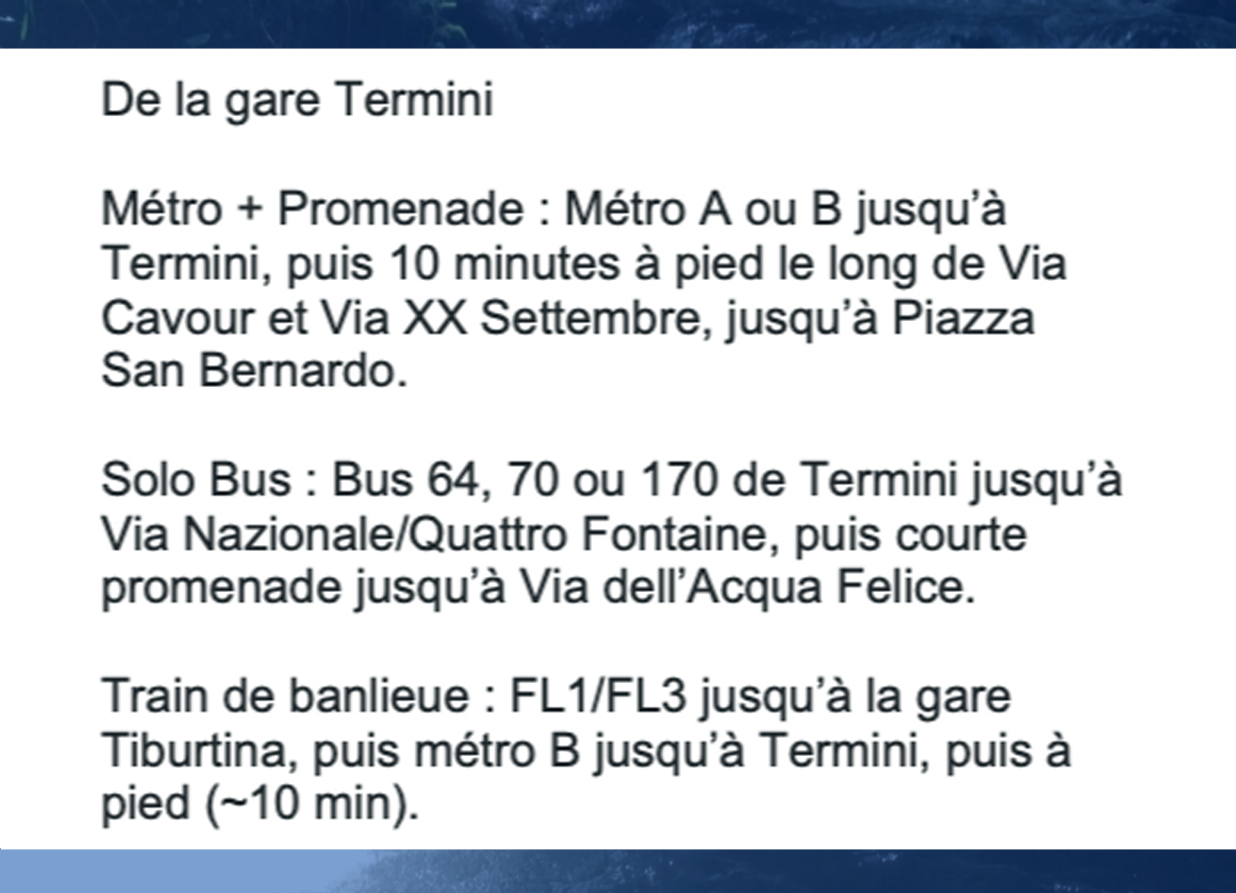 De la gare Termini
Métro + Promenade : Métro A ou B jusqu’à
Termini, puis 10 minutes à pied le long de Via
Cavour et Via XX Settembre, jusqu’à Piazza
San Bernardo.
Solo Bus : Bus 64, 70 ou 170 de Termini jusqu’à
Via Nazionale/Quattro Fontaine, puis courte
promenade jusqu’à Via dell’Acqua Felice.
Train de banlieue : FL1/FL3 jusqu’à la gare
Tiburtina, puis métro B jusqu’à Termini, puis à
pied (~10 min).